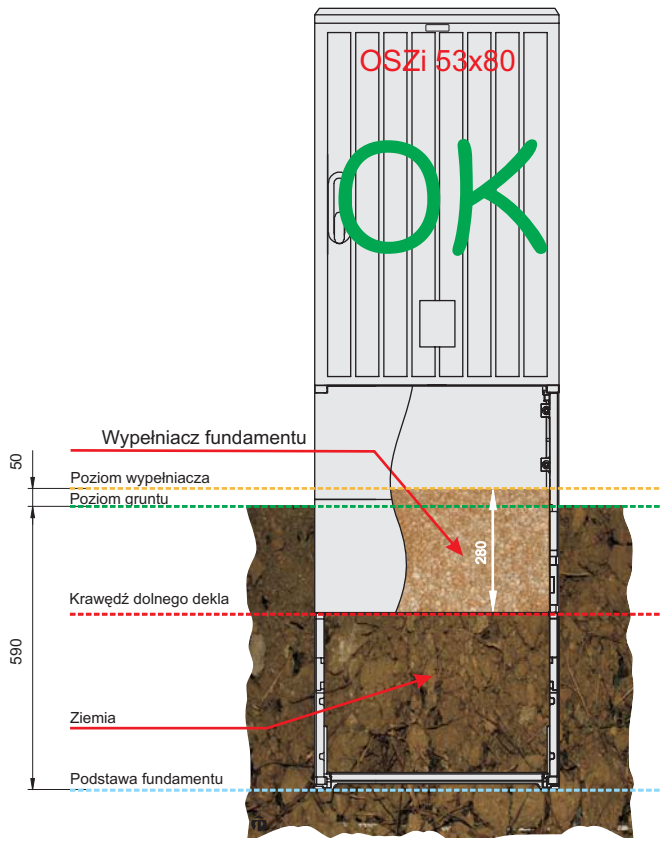 OSZi 53x80
OK
Wypełniacz fundamentu
50
Poziom wypełniacza
Poziom gruntu
280
Krawędź dolnego dekla
590
Ziemia
Podstawa fundamentu